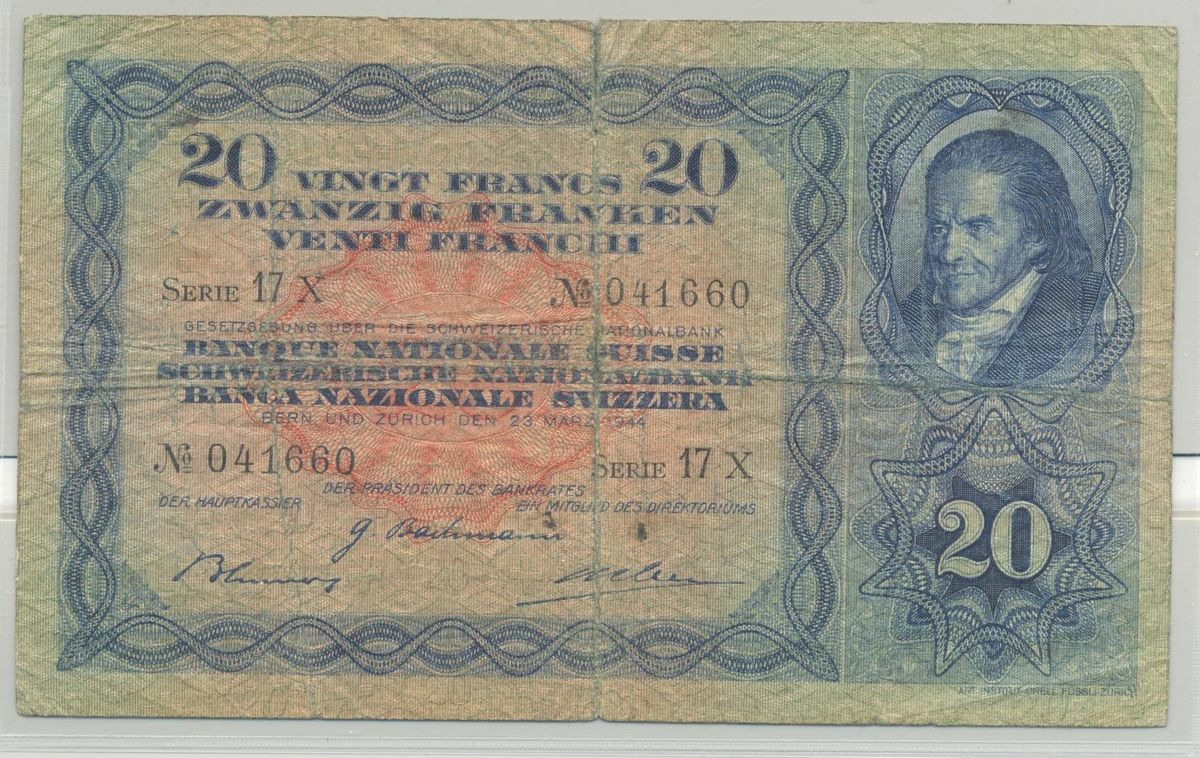 20 VINGT FRANCS 20
ZWANZIG FRANKEN
VENTI FRANCHI
SERIE 17 X № 041660
GESETZGEBUNG ÜBER DIE SCHWEIZERISCHE NATIONALBANK
BANQUE NATIONALE SUISSE
SCHWEIZERISCHE NATIONALBANK
BANCA NAZIONALE SVIZZERA
BERN UND ZÜRICH DEN 23. MÄRZ 1944
№ 041660 SERIE 17 X
DER PRÄSIDENT DES BANKRATES
DER HAUPTKASSIER EIN MITGLIED DES DIREKTORIUMS
G. Bachmann
20
ART. INSTITUT ORELL FÜSSLI, ZÜRICH